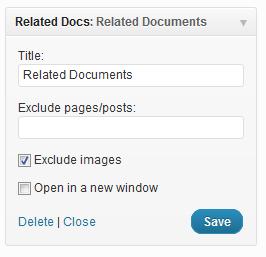 Related Docs: Related Documents
Title:
Related Documents
Exclude pages/posts:
Exclude images
Open in a new window
Delete | Close
Save